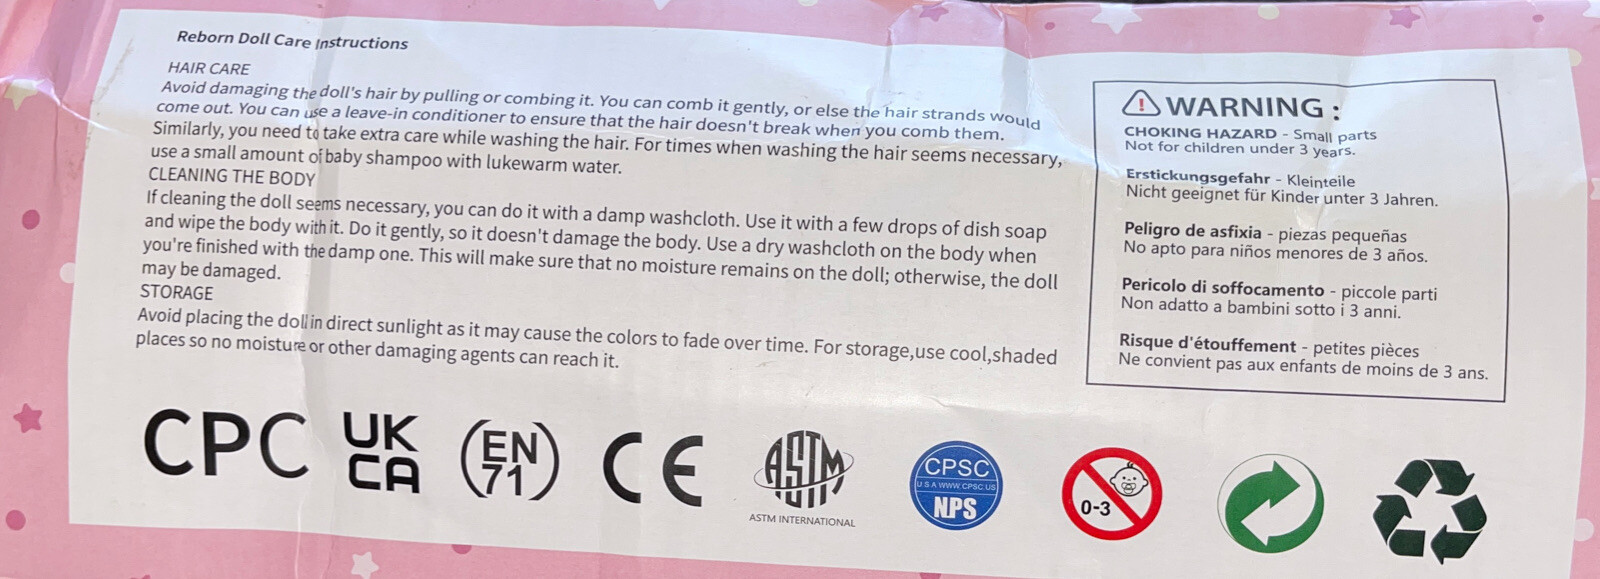 Reborn Doll Care Instructions
HAIR CARE
Avoid damaging the doll's hair by pulling or combing it. You can comb it gently, or else the hair strands would
come out. You can use a leave-in conditioner to ensure that the hair doesn't break when you comb them.
Similarly, you need to take extra care while washing the hair. For times when washing the hair seems necessary,
use a small amount of baby shampoo with lukewarm water.
CLEANING THE BODY
If cleaning the doll seems necessary, you can do it with a damp washcloth. Use it with a few drops of dish soap
and wipe the body with it. Do it gently, so it doesn't damage the body. Use a dry washcloth on the body when
you're finished with the damp one. This will make sure that no moisture remains on the doll; otherwise, the doll
may be damaged.
STORAGE
Avoid placing the doll in direct sunlight as it may cause the colors to fade over time. For storage,use cool,shaded
places so no moisture or other damaging agents can reach it.
WARNING :
CHOKING HAZARD - Small parts
Not for children under 3 years.
Erstickungsgefahr - Kleinteile
Nicht geeignet für Kinder unter 3 Jahren.
Peligro de asfixia - piezas pequeñas
No apto para niños menores de 3 años.
Pericolo di soffocamento - piccole parti
Non adatto a bambini sotto i 3 anni.
Risque d'étouffement - petites pièces
Ne convient pas aux enfants de moins de 3 ans.
CPC
UK
CA
EN
71
CE
ASTM
ASTM INTERNATIONAL
CPSC
USA WWW.CPSC.US
NPS
0-3